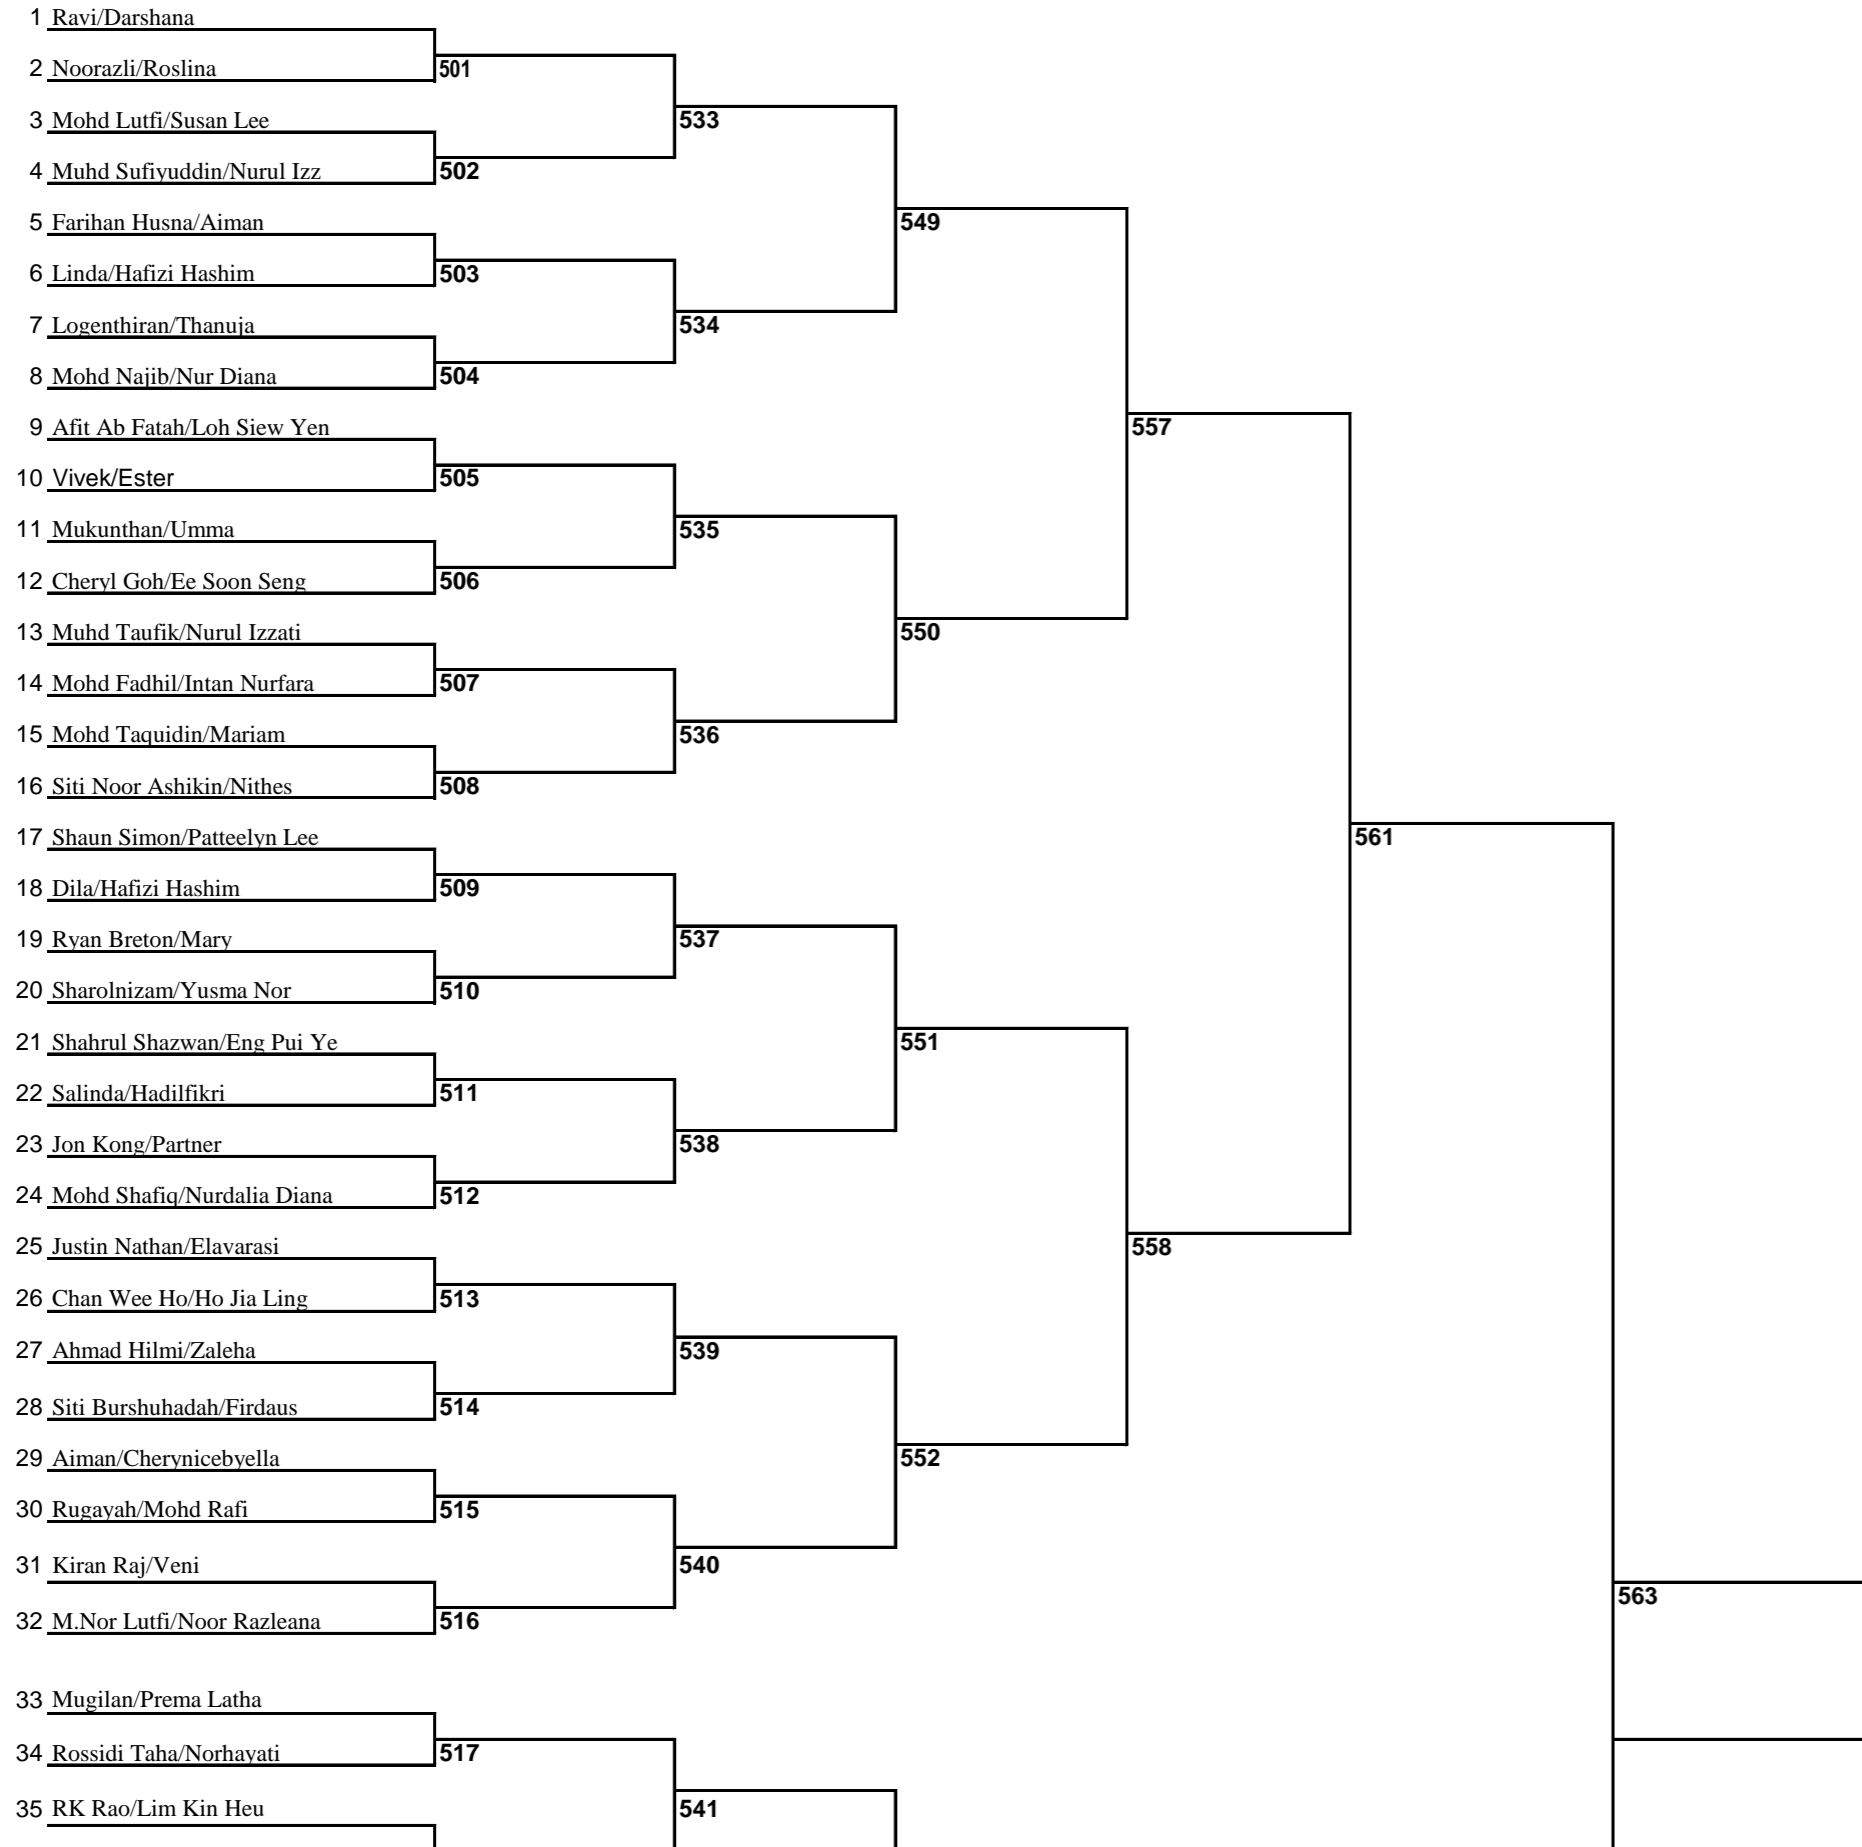 1 Ravi/Darshana
2 Noorazli/Roslina 501
3 Mohd Lutfi/Susan Lee 533
4 Muhd Sufiyuddin/Nurul Izz 502
5 Farihan Husna/Aiman 549
6 Linda/Hafizi Hashim 503
7 Logenthiran/Thanuja 534
8 Mohd Najib/Nur Diana 504
9 Afit Ab Fatah/Loh Siew Yen 557
10 Vivek/Ester 505
11 Mukunthan/Umma 535
12 Cheryl Goh/Ee Soon Seng 506
13 Muhd Taufik/Nurul Izzati 550
14 Mohd Fadhil/Intan Nurfara 507
15 Mohd Taquidin/Mariam 536
16 Siti Noor Ashikin/Nithes 508
17 Shaun Simon/Patteelyn Lee 561
18 Dila/Hafizi Hashim 509
19 Ryan Breton/Mary 537
20 Sharolnizam/Yusma Nor 510
21 Shahrul Shazwan/Eng Pui Ye 551
22 Salinda/Hadilfikri 511
23 Jon Kong/Partner 538
24 Mohd Shafiq/Nurdalia Diana 512
25 Justin Nathan/Elavarasi 558
26 Chan Wee Ho/Ho Jia Ling 513
27 Ahmad Hilmi/Zaleha 539
28 Siti Burshuhadah/Firdaus 514
29 Aiman/Cherynicebyella 552
30 Rugayah/Mohd Rafi 515
31 Kiran Raj/Veni 540
563
32 M.Nor Lutfi/Noor Razleana 516
33 Mugilan/Prema Latha
34 Rossidi Taha/Norhayati 517
35 RK Rao/Lim Kin Heu 541